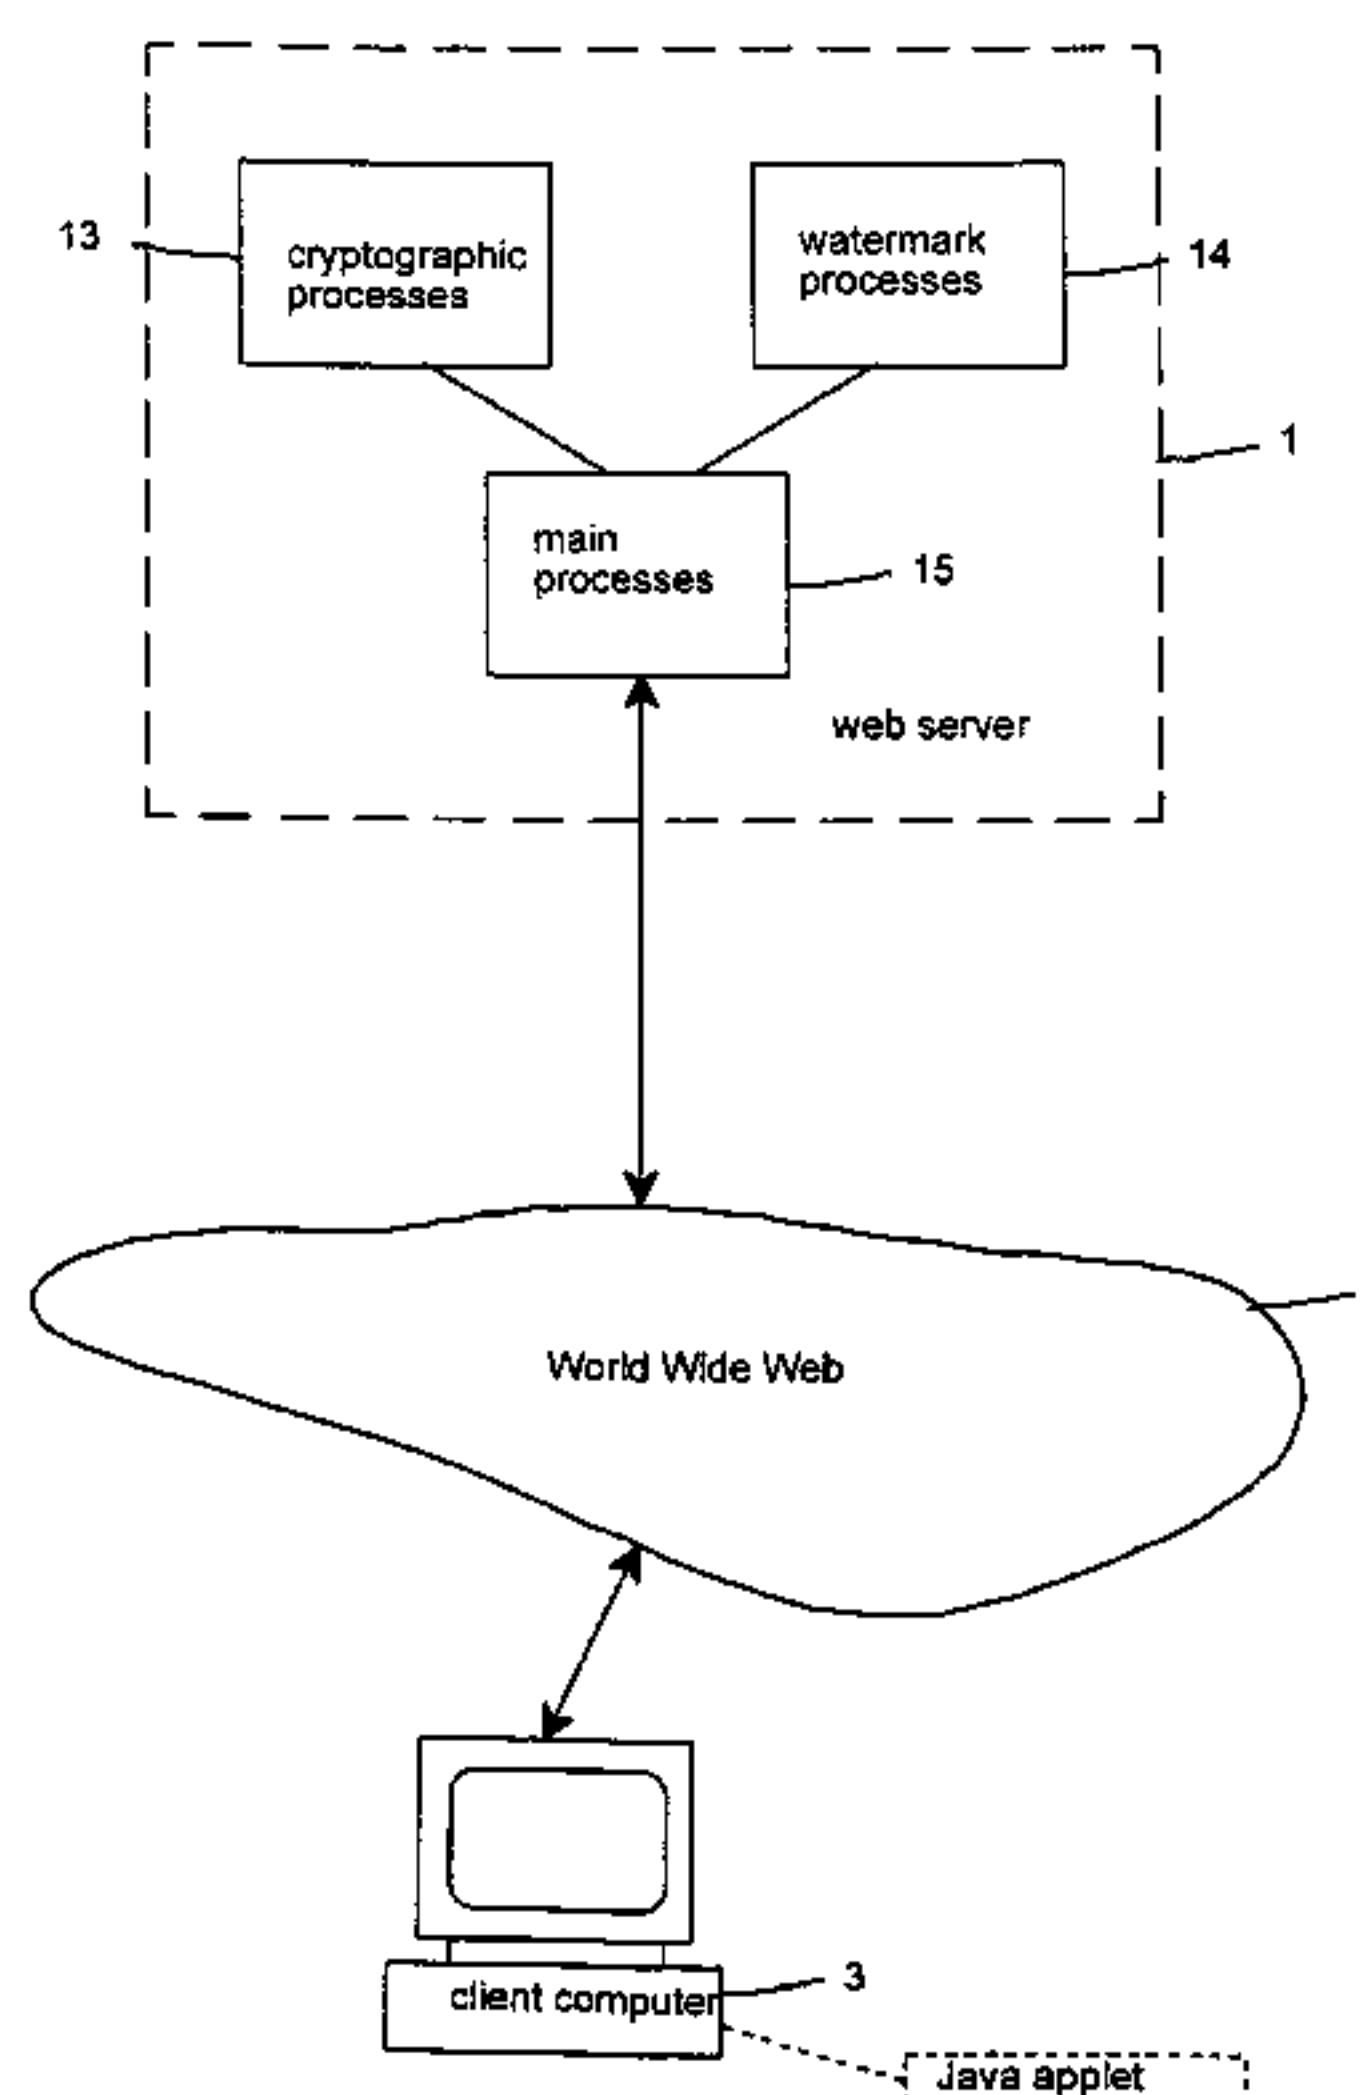 13
cryptographic
processes
watermark
processes
14
1
main
processes
15
web server
World Wide Web
client computer
3
Java applet